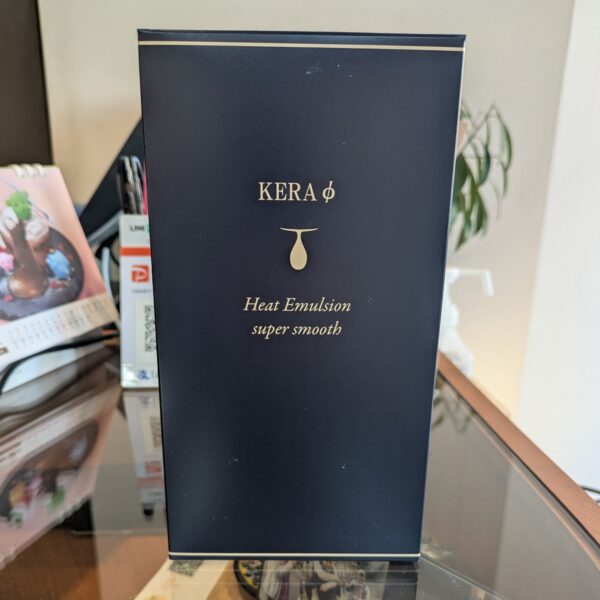 KERA φ
Heat Emulsion
super smooth
LINE